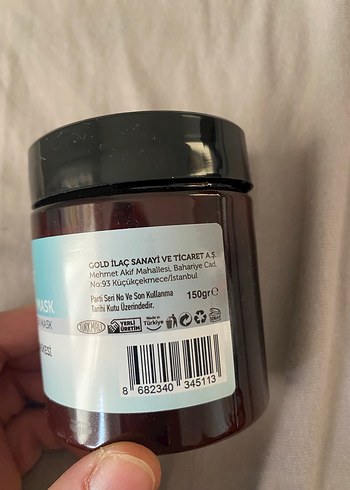 GOLD İLAÇ SANAYİ VE TİCARET A.Ş.
Mehmet Akif Mahallesi, Bahariye Cad.
No:93 Küçükçekmece/İstanbul
Parti Seri No Ve Son Kullanma
Tarihi Kutu Üzerindedir.
150gr e
MASK
MASK
YERLİ
ÜRETİM
Made in
Türkiye
8 682340 345113